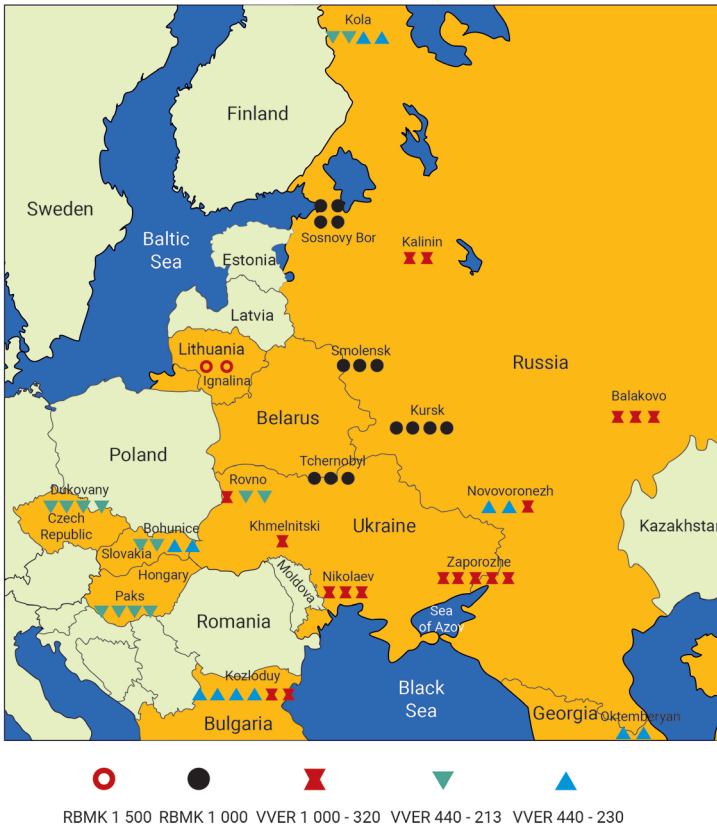 Kola
Finland
Sweden
Sosnovy Bor
Baltic
Sea
Kalinin
Estonia
Latvia
Lithuania
Smolensk
Russia
Ignalina
Balakovo
Belarus
Kursk
Poland
Tchernobyl
Rovno
Dukovany
Novovoronezh
Czech
Republic
Bohunice
Khmelnitski
Ukraine
Kazakhstan
Slovakia
Zaporozhe
Hongary
Moldova
Nikolaev
Paks
Romania
Sea
of Azov
Kozloduy
Black
Sea
Bulgaria
Georgia
Oktemberyan
RBMK 1 500 RBMK 1 000 VVER 1 000 - 320 VVER 440 - 213 VVER 440 - 230